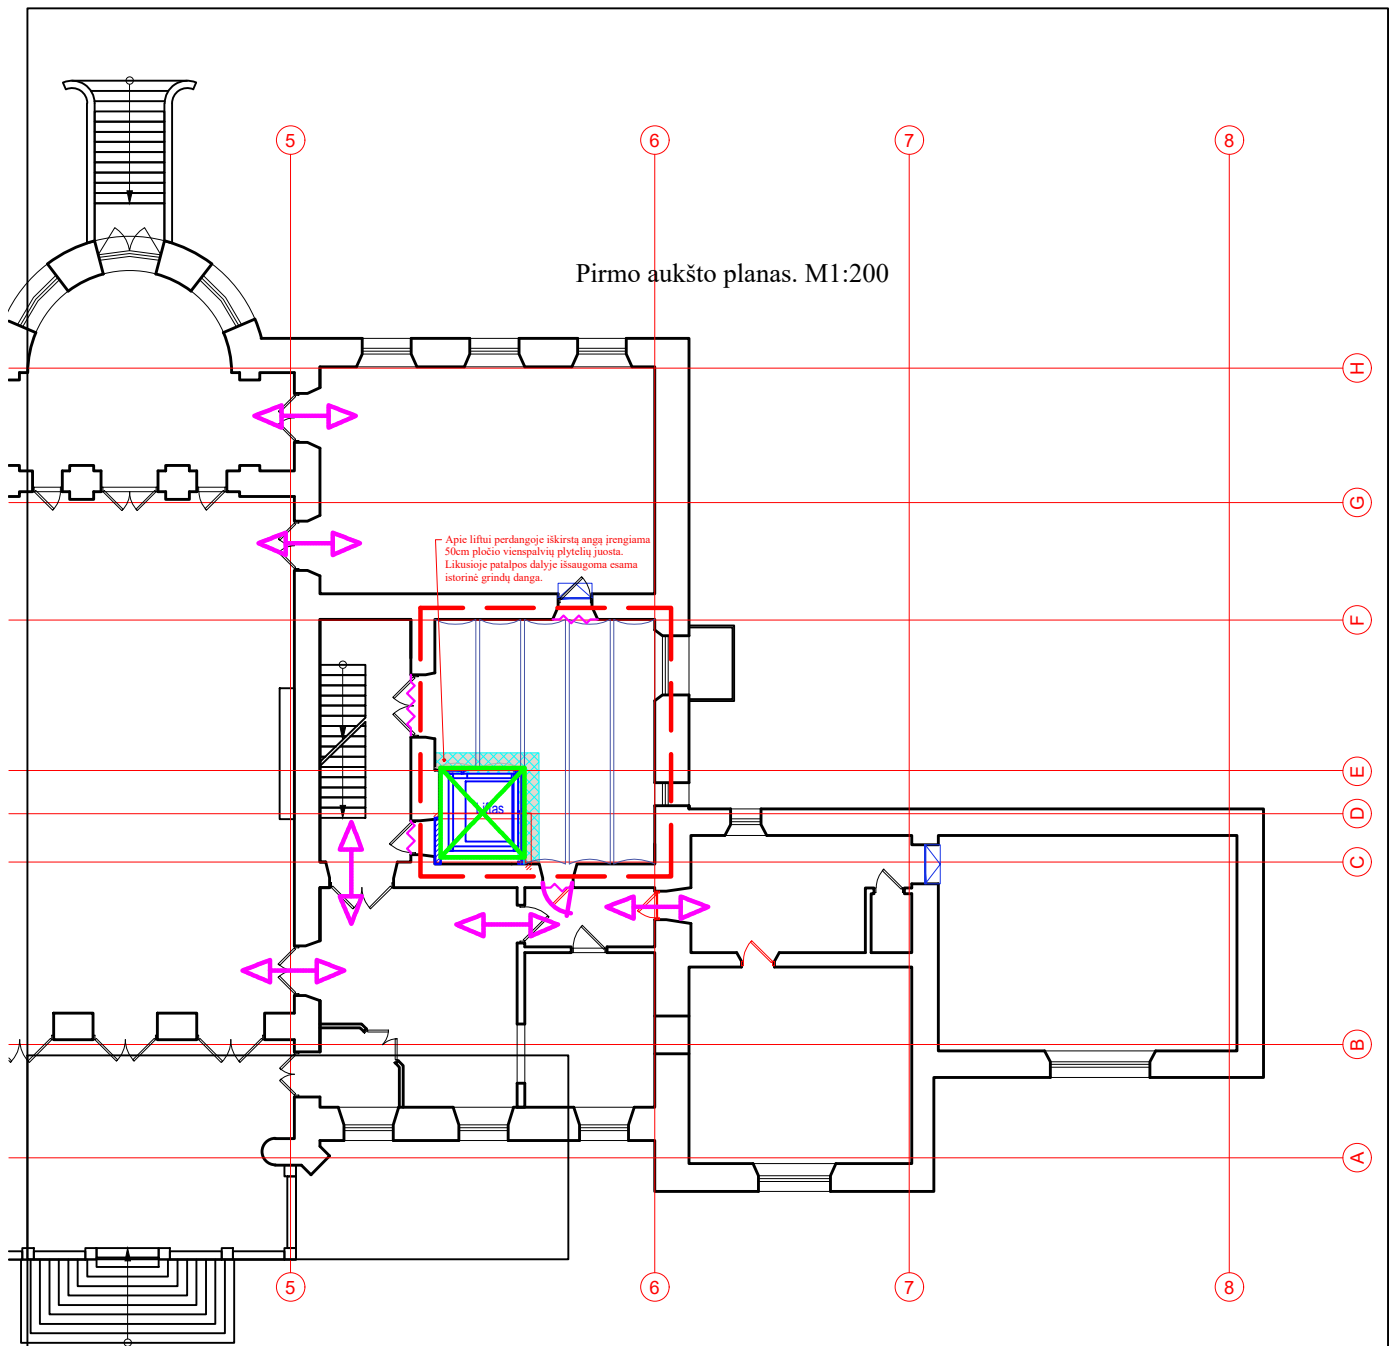 5
6
7
8
Pirmo aukšto planas. M1:200
H
G
Apie liftui perdangoje iškirstą angą įrengiama
50cm pločio vienspalvių plytelių juosta.
Likusioje patalpos dalyje išsaugoma esama
istorinė grindų danga.
F
E
Liftas
D
C
B
A
5
6
7
8